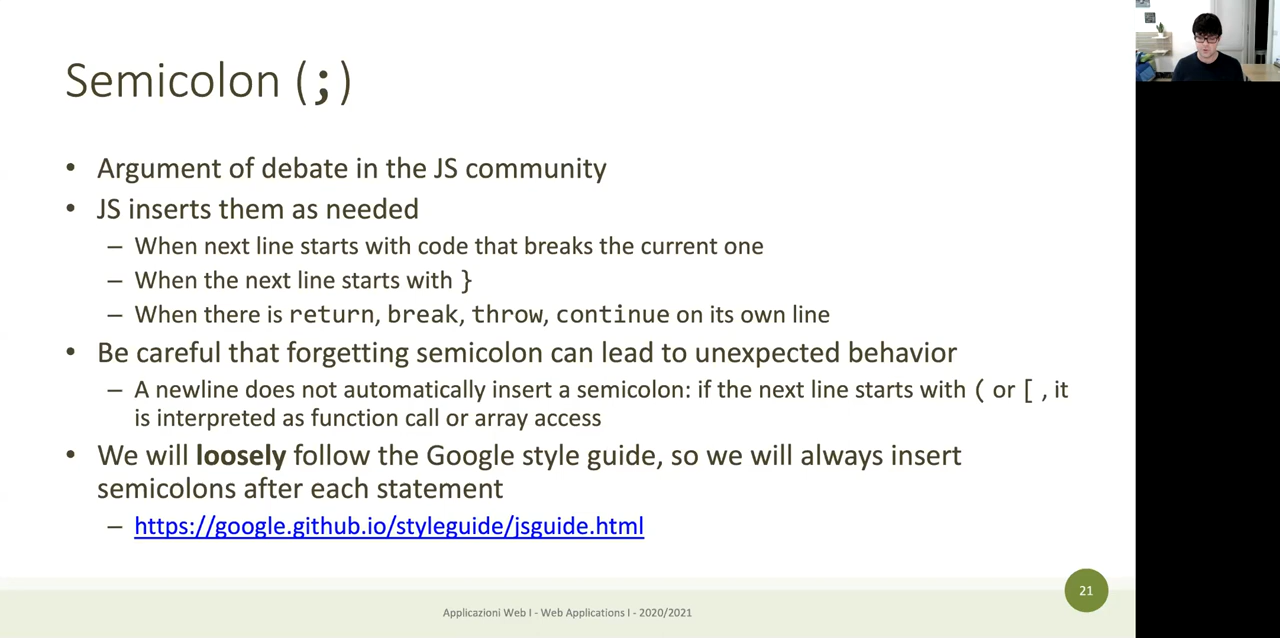 Semicolon (;)
• Argument of debate in the JS community
• JS inserts them as needed
– When next line starts with code that breaks the current one
– When the next line starts with }
– When there is return, break, throw, continue on its own line
• Be careful that forgetting semicolon can lead to unexpected behavior
– A newline does not automatically insert a semicolon: if the next line starts with ( or [ , it
is interpreted as function call or array access
• We will loosely follow the Google style guide, so we will always insert
semicolons after each statement
– https://google.github.io/styleguide/jsguide.html
21
Applicazioni Web I - Web Applications I - 2020/2021